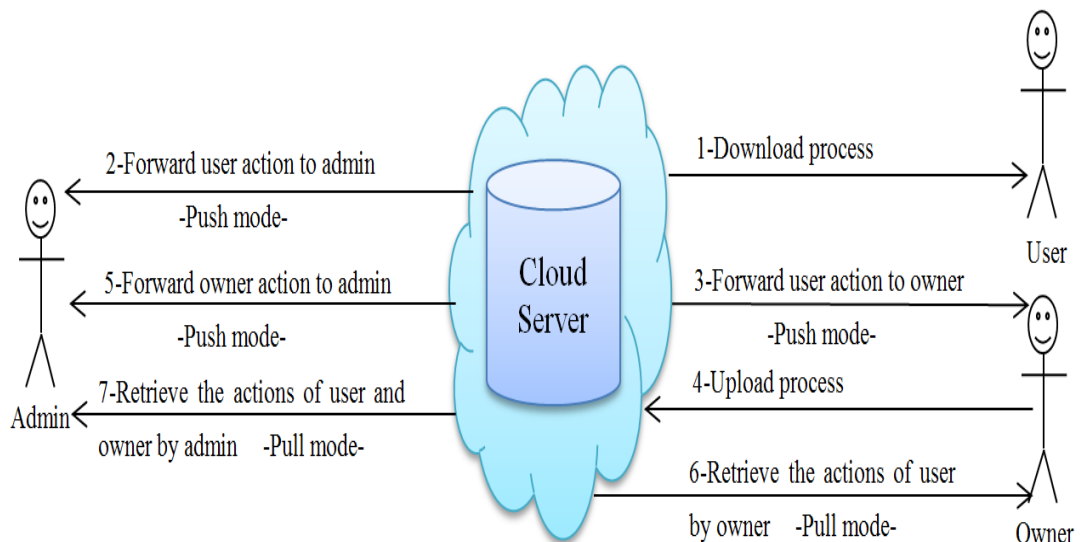 1-Download process
2-Forward user action to admin
-Push mode-
User
5-Forward owner action to admin
-Push mode-
Cloud
Server
3-Forward user action to owner
-Push mode-
7-Retrieve the actions of user and
owner by admin -Pull mode-
Admin
4-Upload process
6-Retrieve the actions of user
by owner -Pull mode-
Owner